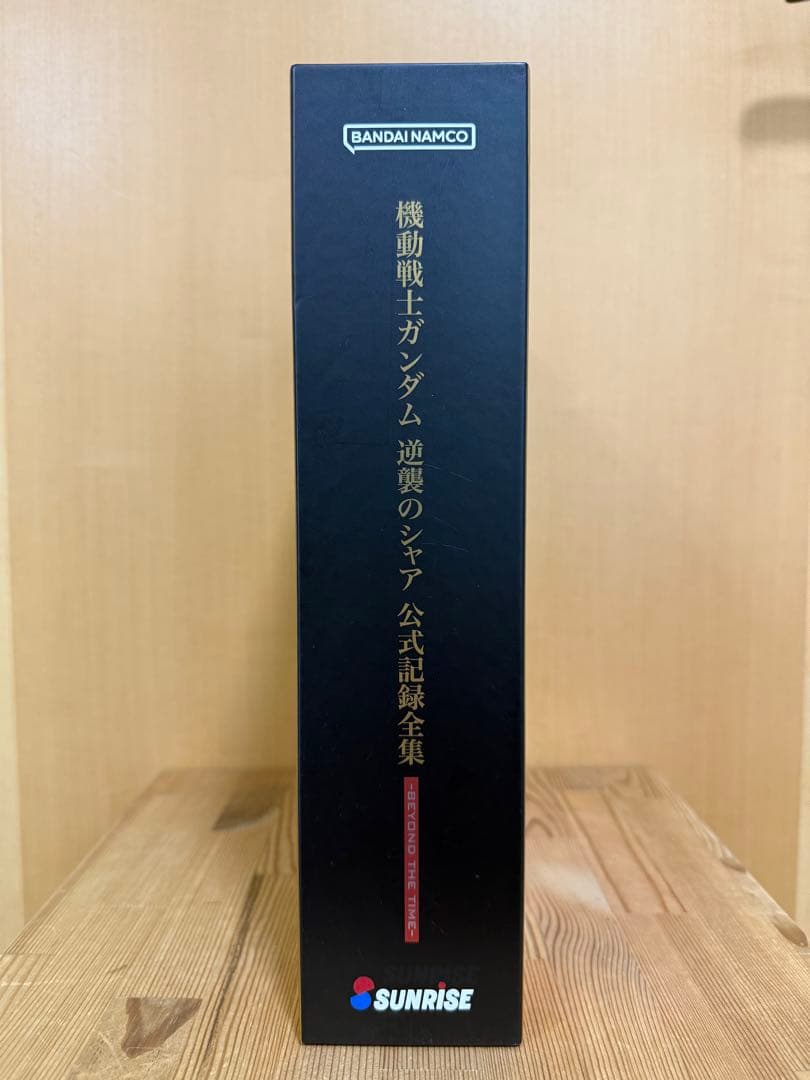 BANDAI NAMCO
機動戦士ガンダム 逆襲のシャア 公式記録全集
-BEYOND THE TIME-
SUNRISE
SUNRISE